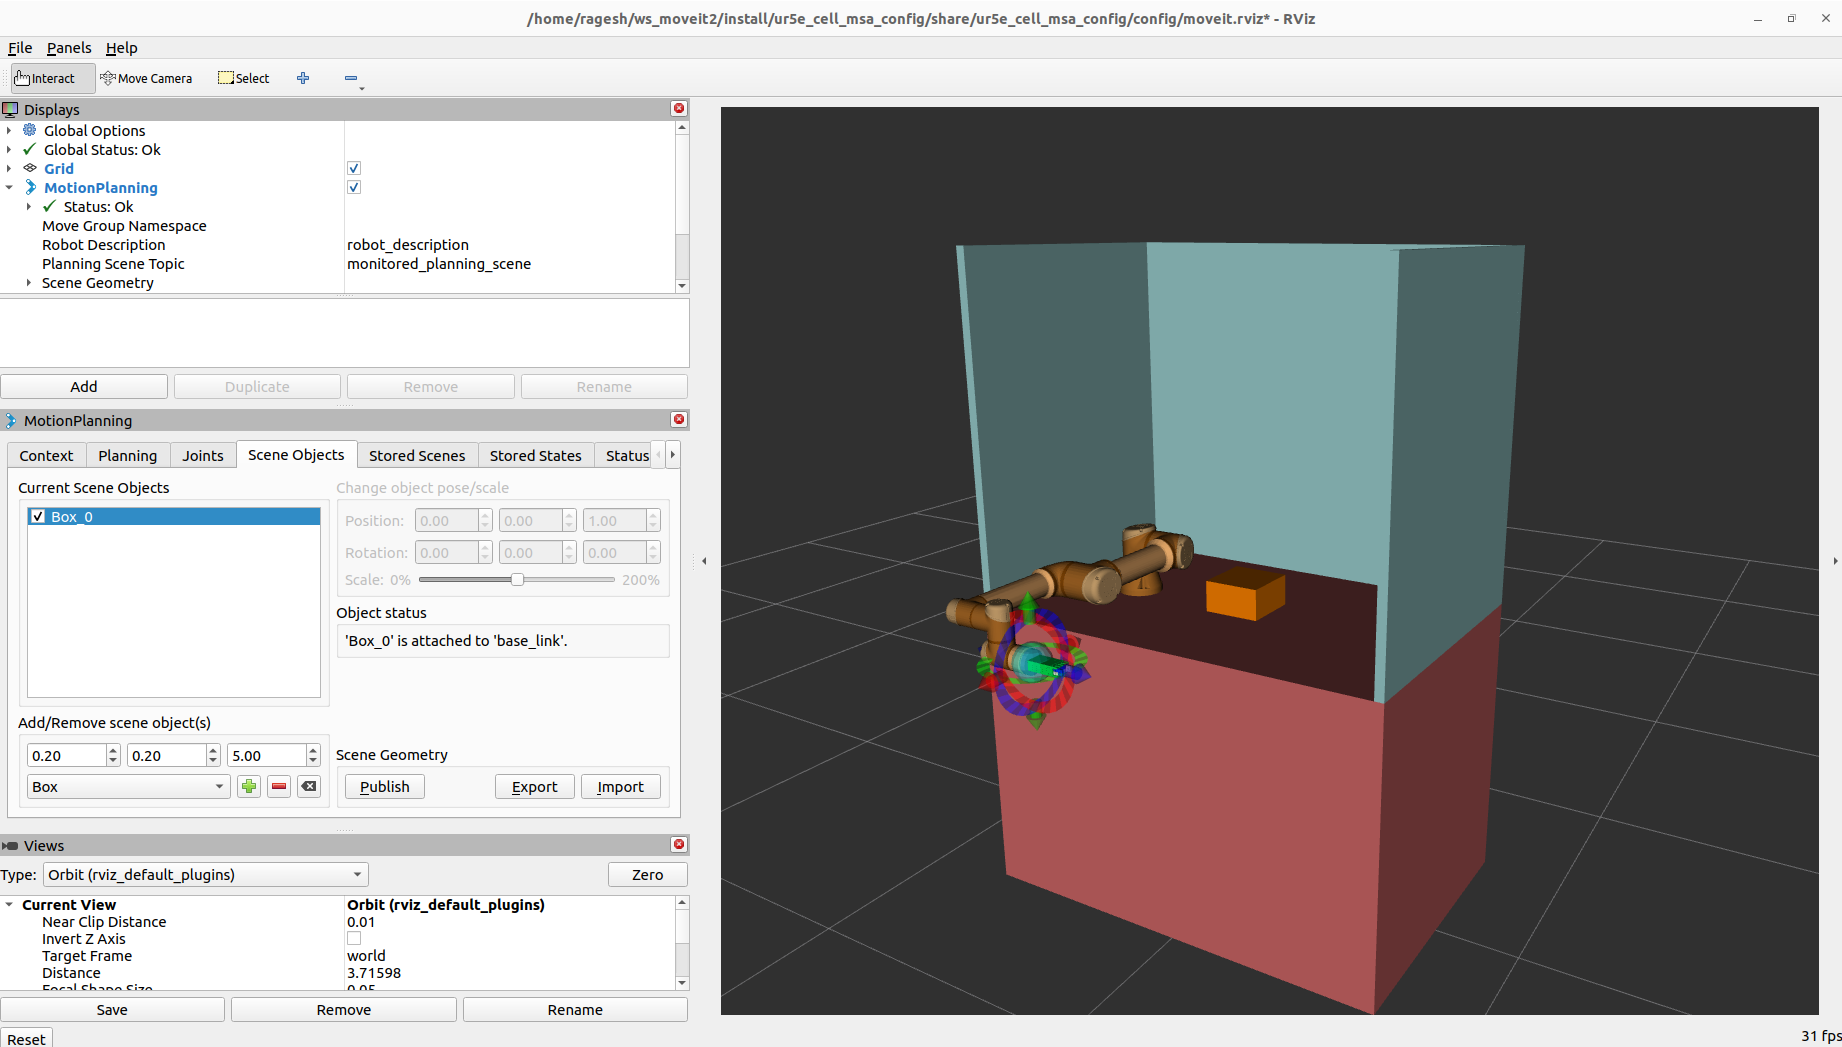 /home/ragesh/ws_moveit2/install/ur5e_cell_msa_config/share/ur5e_cell_msa_config/config/moveit.rviz* - RViz
File Panels Help
Interact Move Camera Select
Displays
Global Options
Global Status: Ok
Grid
MotionPlanning
Status: Ok
Move Group Namespace
Robot Description robot_description
Planning Scene Topic monitored_planning_scene
Scene Geometry
Add Duplicate Remove Rename
MotionPlanning
Context Planning Joints Scene Objects Stored Scenes Stored States Status
Current Scene Objects
Box_0
Change object pose/scale
Position: 0.00 0.00 1.00
Rotation: 0.00 0.00 0.00
Scale: 0% 200%
Object status
'Box_0' is attached to 'base_link'.
Add/Remove scene object(s)
0.20 0.20 5.00
Box
Scene Geometry
Publish Export Import
Views
Type: Orbit (rviz_default_plugins) Zero
Current View Orbit (rviz_default_plugins)
Near Clip Distance 0.01
Invert Z Axis
Target Frame world
Distance 3.71598
Focal Shape Size 0.05
Save Remove Rename
Reset
31 fps